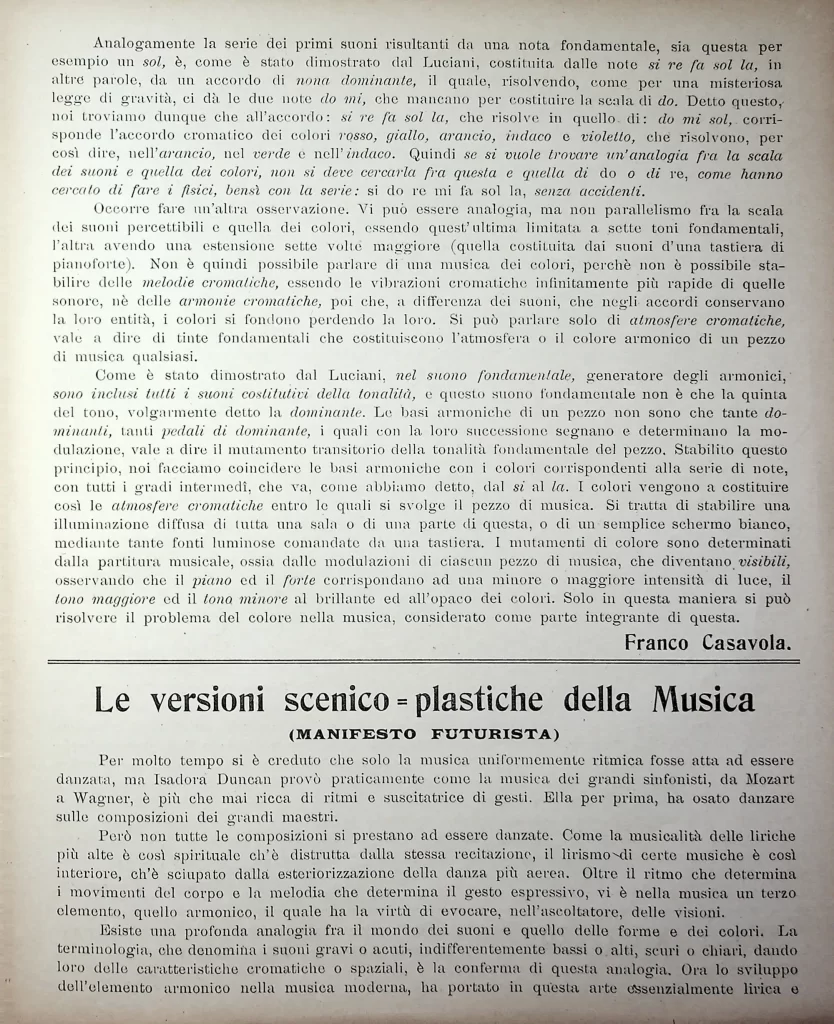 Analogamente la serie dei primi suoni risultanti da una nota fondamentale, sia questa per
esempio un sol, è, come è stato dimostrato dal Luciani, costituita dalle note si re fa sol la, in
altre parole, da un accordo di nona dominante, il quale, risolvendo, come per una misteriosa
legge di gravità, ci dà le due note do mi, che mancano per costituire la scala di do. Detto questo,
noi troviamo dunque che all'accordo: si re fa sol la, che risolve in quello di: do mi sol, corri-
sponde l'accordo cromatico dei colori rosso, giallo, arancio, indaco e violetto, che risolvono, per
così dire, nell'arancio, nel verde e nell'indaco. Quindi se si vuole trovare un'analogia fra la scala
dei suoni e quella dei colori, non si deve cercarla fra questa e quella di do o di re, come hanno
cercato di fare i fisici, bensì con la serie: si do re mi fa sol la, senza accidenti.
Occorre fare un'altra osservazione. Vi può essere analogia, ma non parallelismo fra la scala
dei suoni percettibili e quella dei colori, essendo quest'ultima limitata a sette toni fondamentali,
l'altra avendo una estensione sette volte maggiore (quella costituita dai suoni d'una tastiera di
pianoforte). Non è quindi possibile parlare di una musica dei colori, perchè non è possibile sta-
bilire delle melodie cromatiche, essendo le vibrazioni cromatiche infinitamente più rapide di quelle
sonore, nè delle armonie cromatiche, poi che, a differenza dei suoni, che negli accordi conservano
la loro entità, i colori si fondono perdendo la loro. Si può parlare solo di atmosfere cromatiche,
vale a dire di tinte fondamentali che costituiscono l'atmosfera o il colore armonico di un pezzo
di musica qualsiasi.
Come è stato dimostrato dal Luciani, nel suono fondamentale, generatore degli armonici,
sono inclusi tutti i suoni costitutivi della tonalità, e questo suono fondamentale non è che la quinta
del tono, volgarmente detto la dominante. Le basi armoniche di un pezzo non sono che tante do-
minanti, tanti pedali di dominante, i quali con la loro successione segnano e determinano la mo-
dulazione, vale a dire il mutamento transitorio della tonalità fondamentale del pezzo. Stabilito questo
principio, noi facciamo coincidere le basi armoniche con i colori corrispondenti alla serie di note,
con tutti i gradi intermedî, che va, come abbiamo detto, dal si al la. I colori vengono a costituire
così le atmosfere cromatiche entro le quali si svolge il pezzo di musica. Si tratta di stabilire una
illuminazione diffusa di tutta una sala o di una parte di questa, o di un semplice schermo bianco,
mediante tante fonti luminose comandate da una tastiera. I mutamenti di colore sono determinati
dalla partitura musicale, ossia dalle modulazioni di ciascun pezzo di musica, che diventano visibili,
osservando che il piano ed il forte corrispondano ad una minore o maggiore intensità di luce, il
tono maggiore ed il tono minore al brillante ed all'opaco dei colori. Solo in questa maniera si può
risolvere il problema del colore nella musica, considerato come parte integrante di questa.
Franco Casavola.
Le versioni scenico=plastiche della Musica
(MANIFESTO FUTURISTA)
Per molto tempo si è creduto che solo la musica uniformemente ritmica fosse atta ad essere
danzata, ma Isadora Duncan provò praticamente come la musica dei grandi sinfonisti, da Mozart
a Wagner, è più che mai ricca di ritmi e suscitatrice di gesti. Ella per prima, ha osato danzare
sulle composizioni dei grandi maestri.
Però non tutte le composizioni si prestano ad essere danzate. Come la musicalità delle liriche
più alte è così spirituale ch'è distrutta dalla stessa recitazione, il lirismo di certe musiche è così
interiore, ch'è sciupato dalla esteriorizzazione della danza più aerea. Oltre il ritmo che determina
i movimenti del corpo e la melodia che determina il gesto espressivo, vi è nella musica un terzo
elemento, quello armonico, il quale ha la virtù di evocare, nell'ascoltatore, delle visioni.
Esiste una profonda analogia fra il mondo dei suoni e quello delle forme e dei colori. La
terminologia, che denomina i suoni gravi o acuti, indifferentemente bassi o alti, scuri o chiari, dando
loro delle caratteristiche cromatiche o spaziali, è la conferma di questa analogia. Ora lo sviluppo
dell'elemento armonico nella musica moderna, ha portato in questa arte essenzialmente lirica e